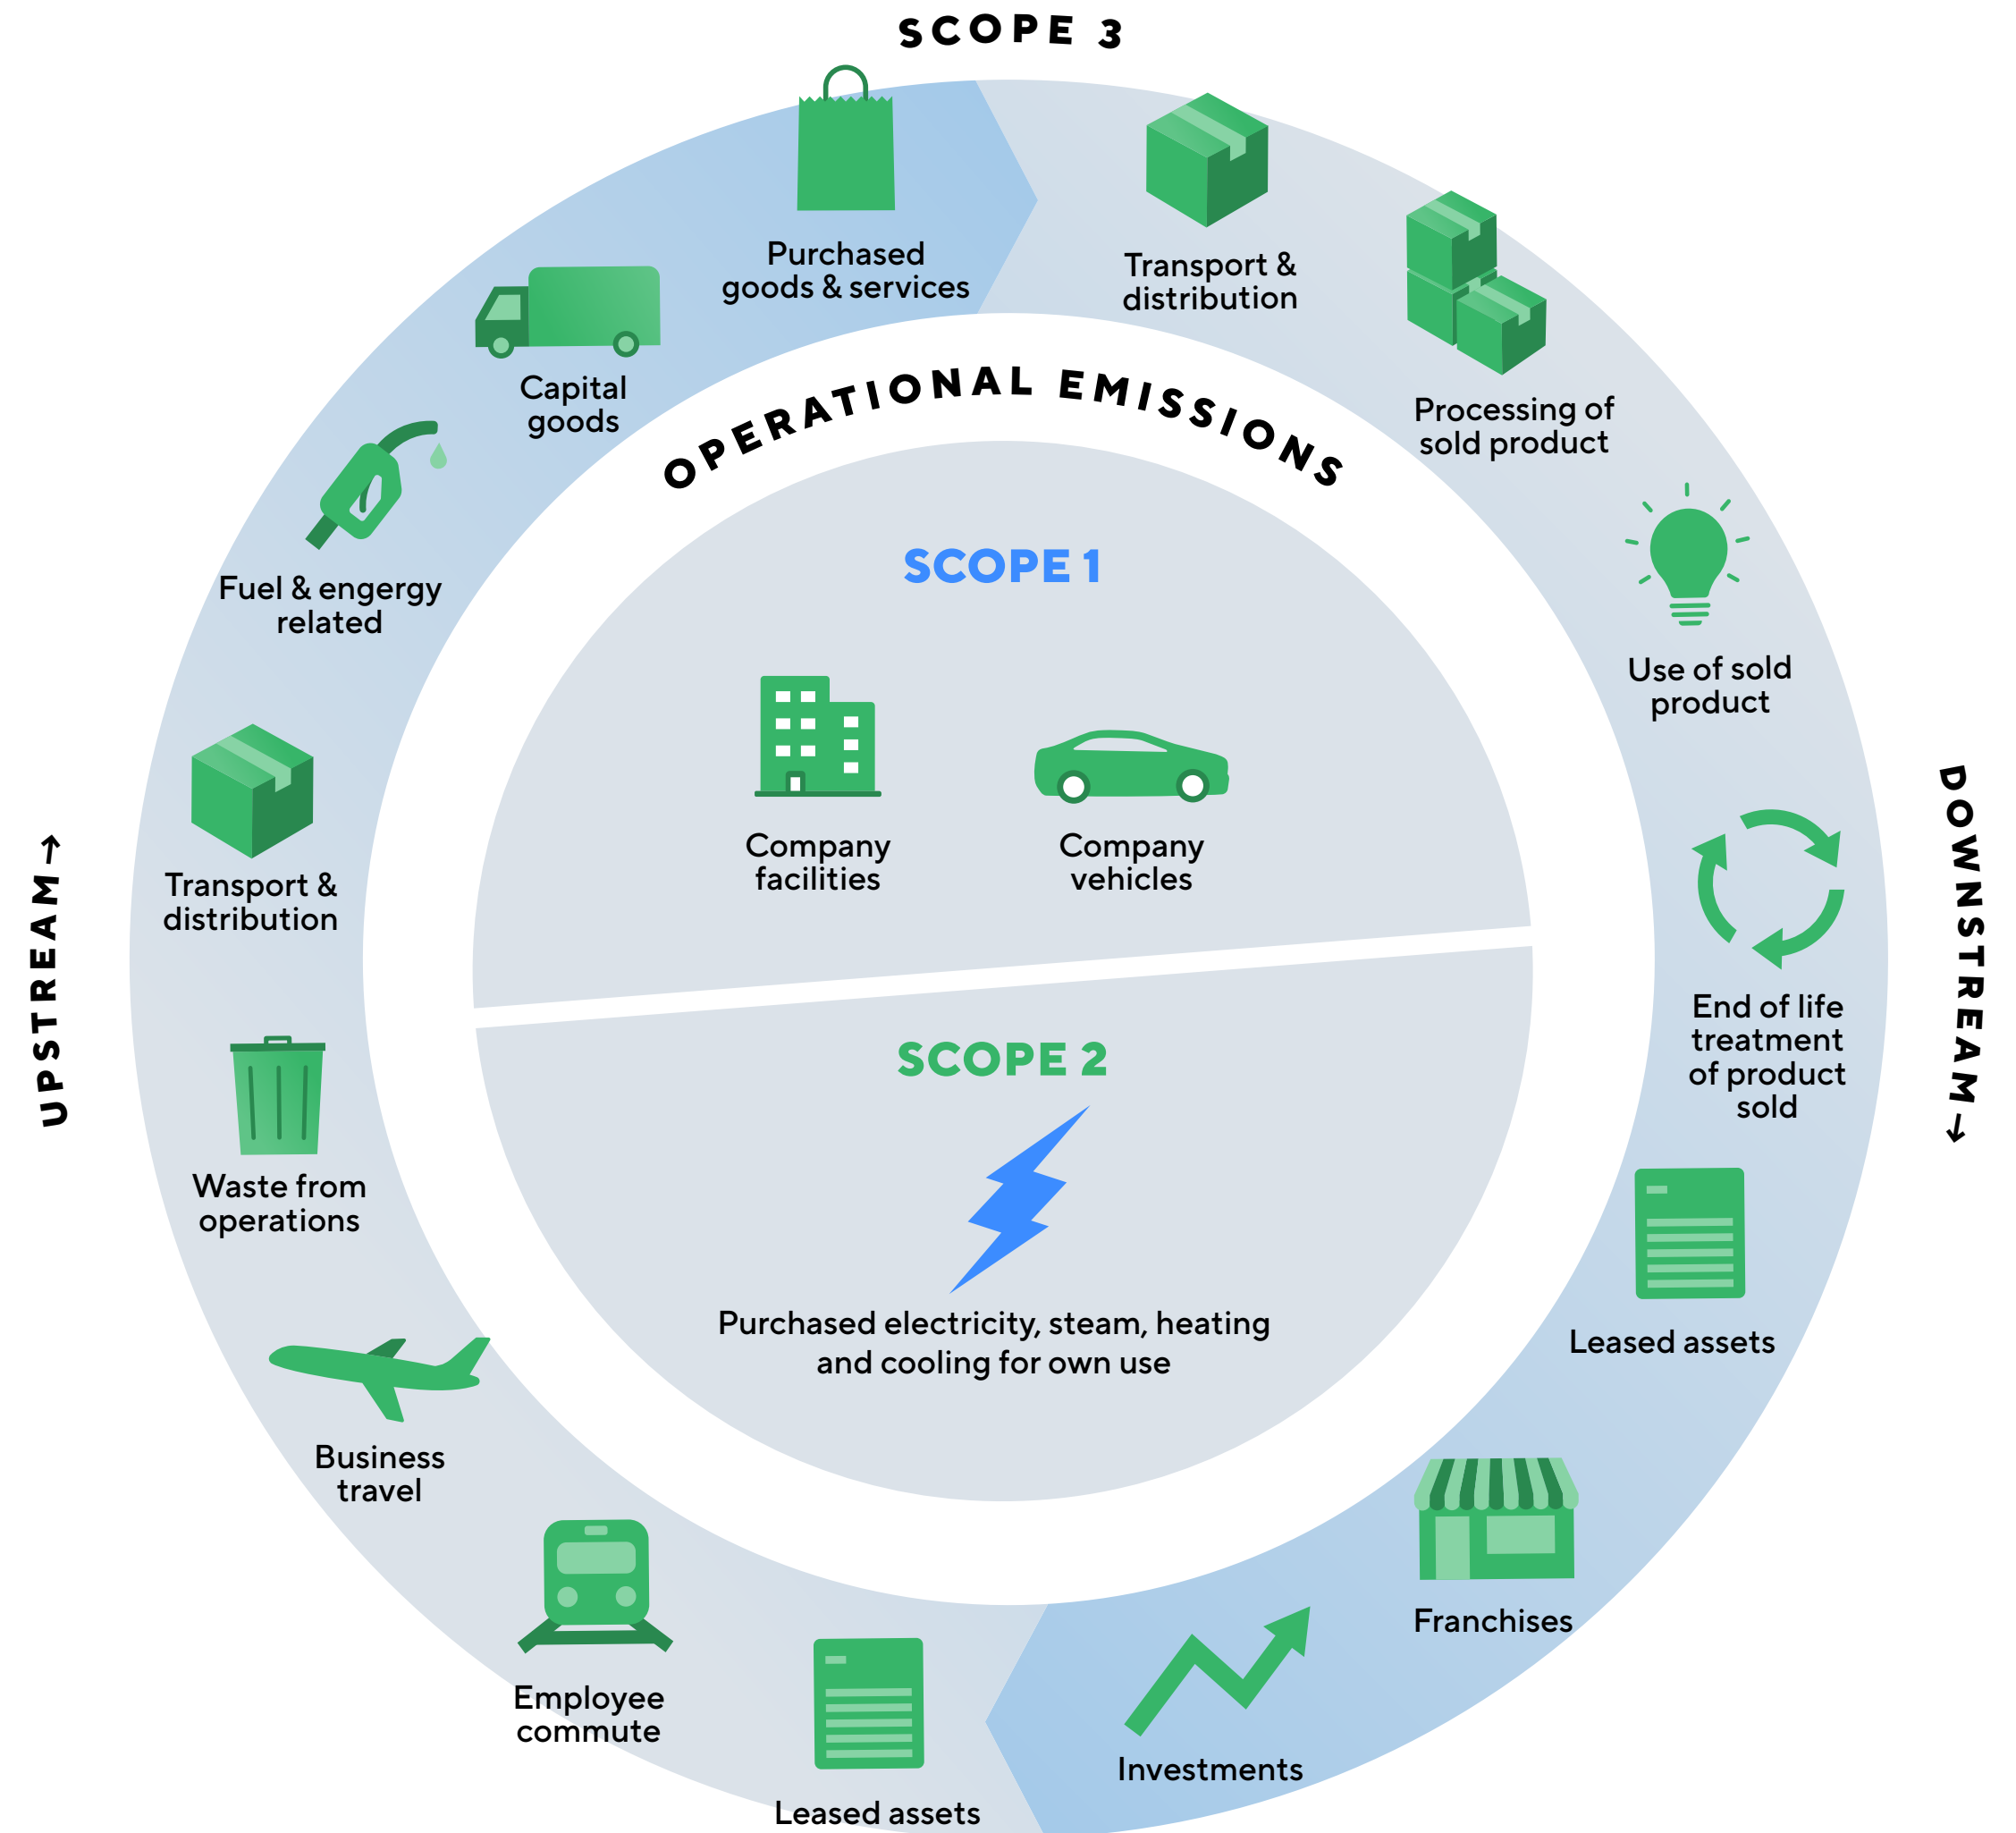 SCOPE 3
Purchased
goods & services
Transport &
distribution
Capital
goods
Processing of
sold product
OPERATIONAL EMISSIONS
Fuel & engergy
related
SCOPE 1
Use of sold
product
Company
facilities
Company
vehicles
Transport &
distribution
UPSTREAM→
DOWNSTREAM→
End of life
treatment
of product
sold
SCOPE 2
Waste from
operations
Purchased electricity, steam, heating
and cooling for own use
Leased assets
Business
travel
Franchises
Employee
commute
Investments
Leased assets